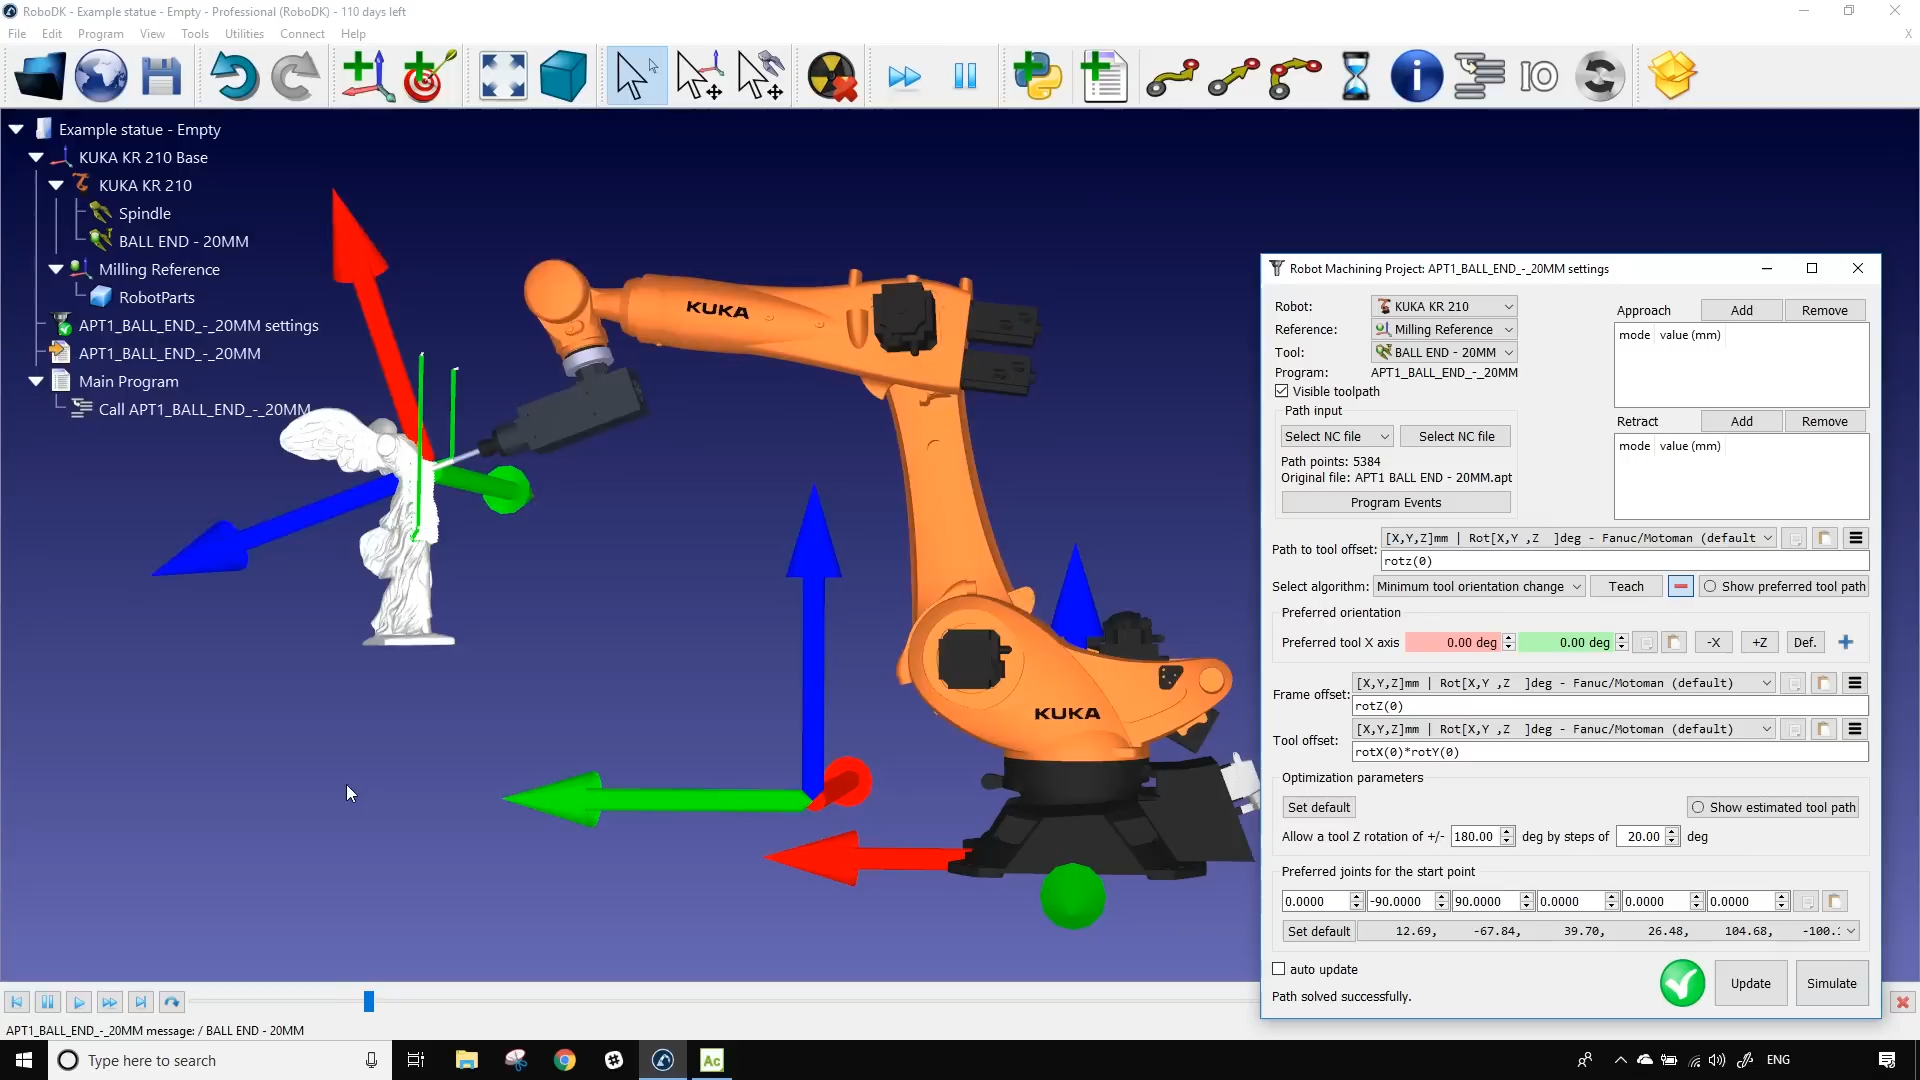 RoboDK - Example statue - Empty - Professional (RoboDK) - 110 days left
File Edit Program View Tools Utilities Connect Help
IO
Example statue - Empty
KUKA KR 210 Base
KUKA KR 210
Spindle
BALL END - 20MM
Milling Reference
RobotParts
APT1_BALL_END_-_20MM settings
APT1_BALL_END_-_20MM
Main Program
Call APT1_BALL_END_-_20MM
KUKA
KUKA
Robot Machining Project: APT1_BALL_END_-_20MM settings
Robot: KUKA KR 210
Reference: Milling Reference
Tool: BALL END - 20MM
Program: APT1_BALL_END_-_20MM
Visible toolpath
Path input
Select NC file Select NC file
Path points: 5384
Original file: APT1 BALL END - 20MM.apt
Program Events
Approach Add Remove
mode value (mm)
Retract Add Remove
mode value (mm)
Path to tool offset: [X,Y,Z]mm | Rot[X,Y ,Z  ]deg - Fanuc/Motoman (default
rotz(0)
Select algorithm: Minimum tool orientation change Teach Show preferred tool path
Preferred orientation
Preferred tool X axis 0.00 deg 0.00 deg -X +Z Def.
Frame offset: [X,Y,Z]mm | Rot[X,Y ,Z  ]deg - Fanuc/Motoman (default)
rotZ(0)
Tool offset: [X,Y,Z]mm | Rot[X,Y ,Z  ]deg - Fanuc/Motoman (default)
rotX(0)*rotY(0)
Optimization parameters
Set default Show estimated tool path
Allow a tool Z rotation of +/- 180.00 deg by steps of 20.00 deg
Preferred joints for the start point
0.0000 -90.0000 90.0000 0.0000 0.0000 0.0000
Set default 12.69, -67.84, 39.70, 26.48, 104.68, -100.:
auto update
Path solved successfully.
Update Simulate
APT1_BALL_END_-_20MM message: / BALL END - 20MM
Type here to search
Ac
ENG